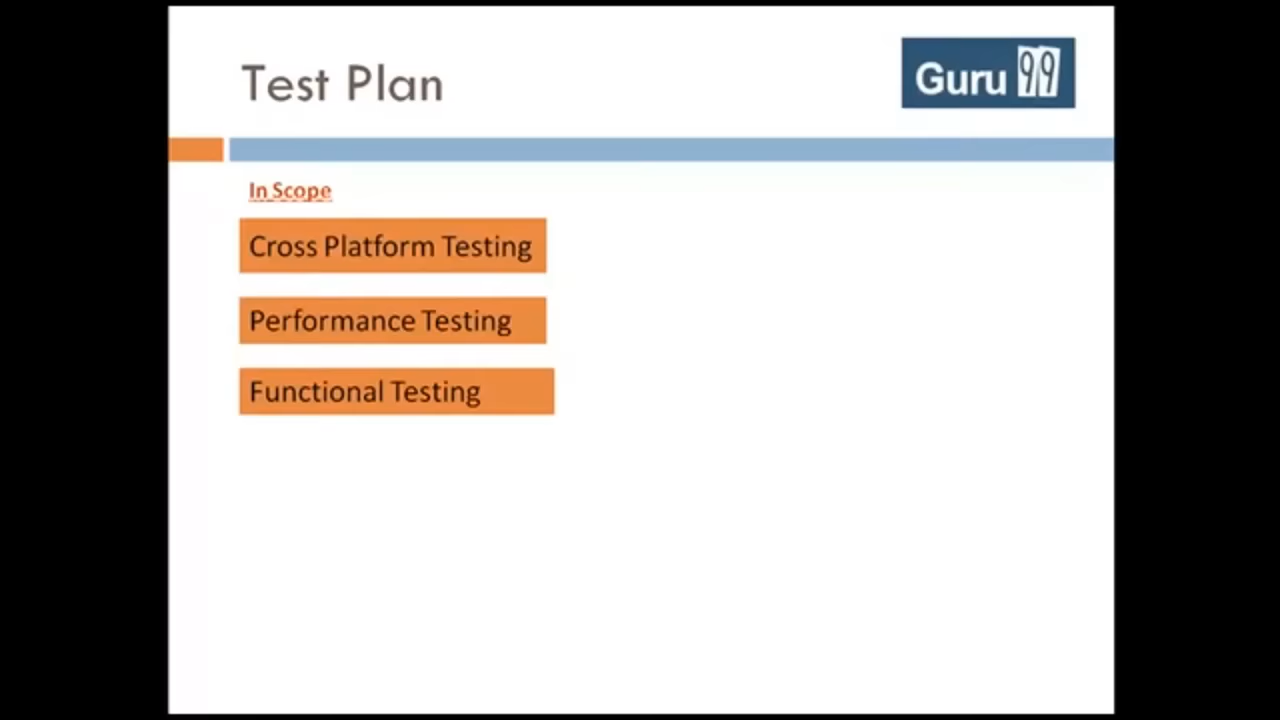 Test Plan
Guru 99
In Scope
Cross Platform Testing
Performance Testing
Functional Testing